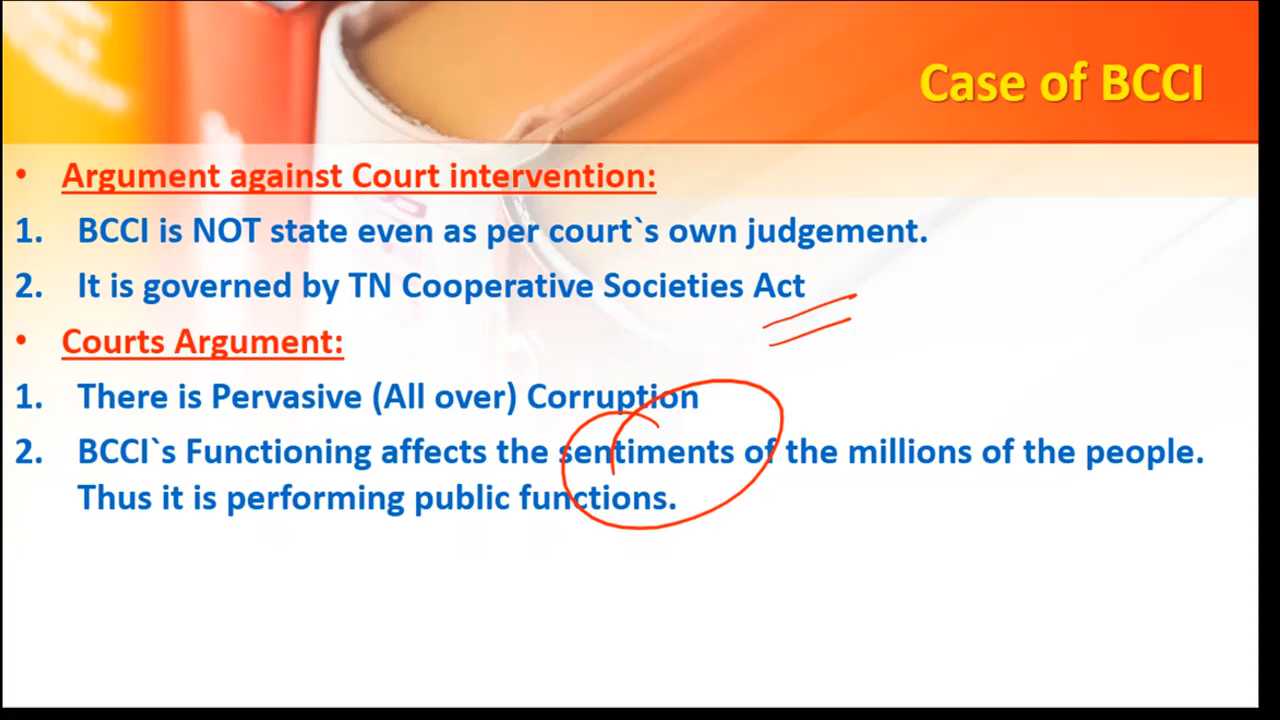 Case of BCCI
• Argument against Court intervention:
1. BCCI is NOT state even as per court`s own judgement.
2. It is governed by TN Cooperative Societies Act
• Courts Argument:
1. There is Pervasive (All over) Corruption
2. BCCI`s Functioning affects the sentiments of the millions of the people.
Thus it is performing public functions.